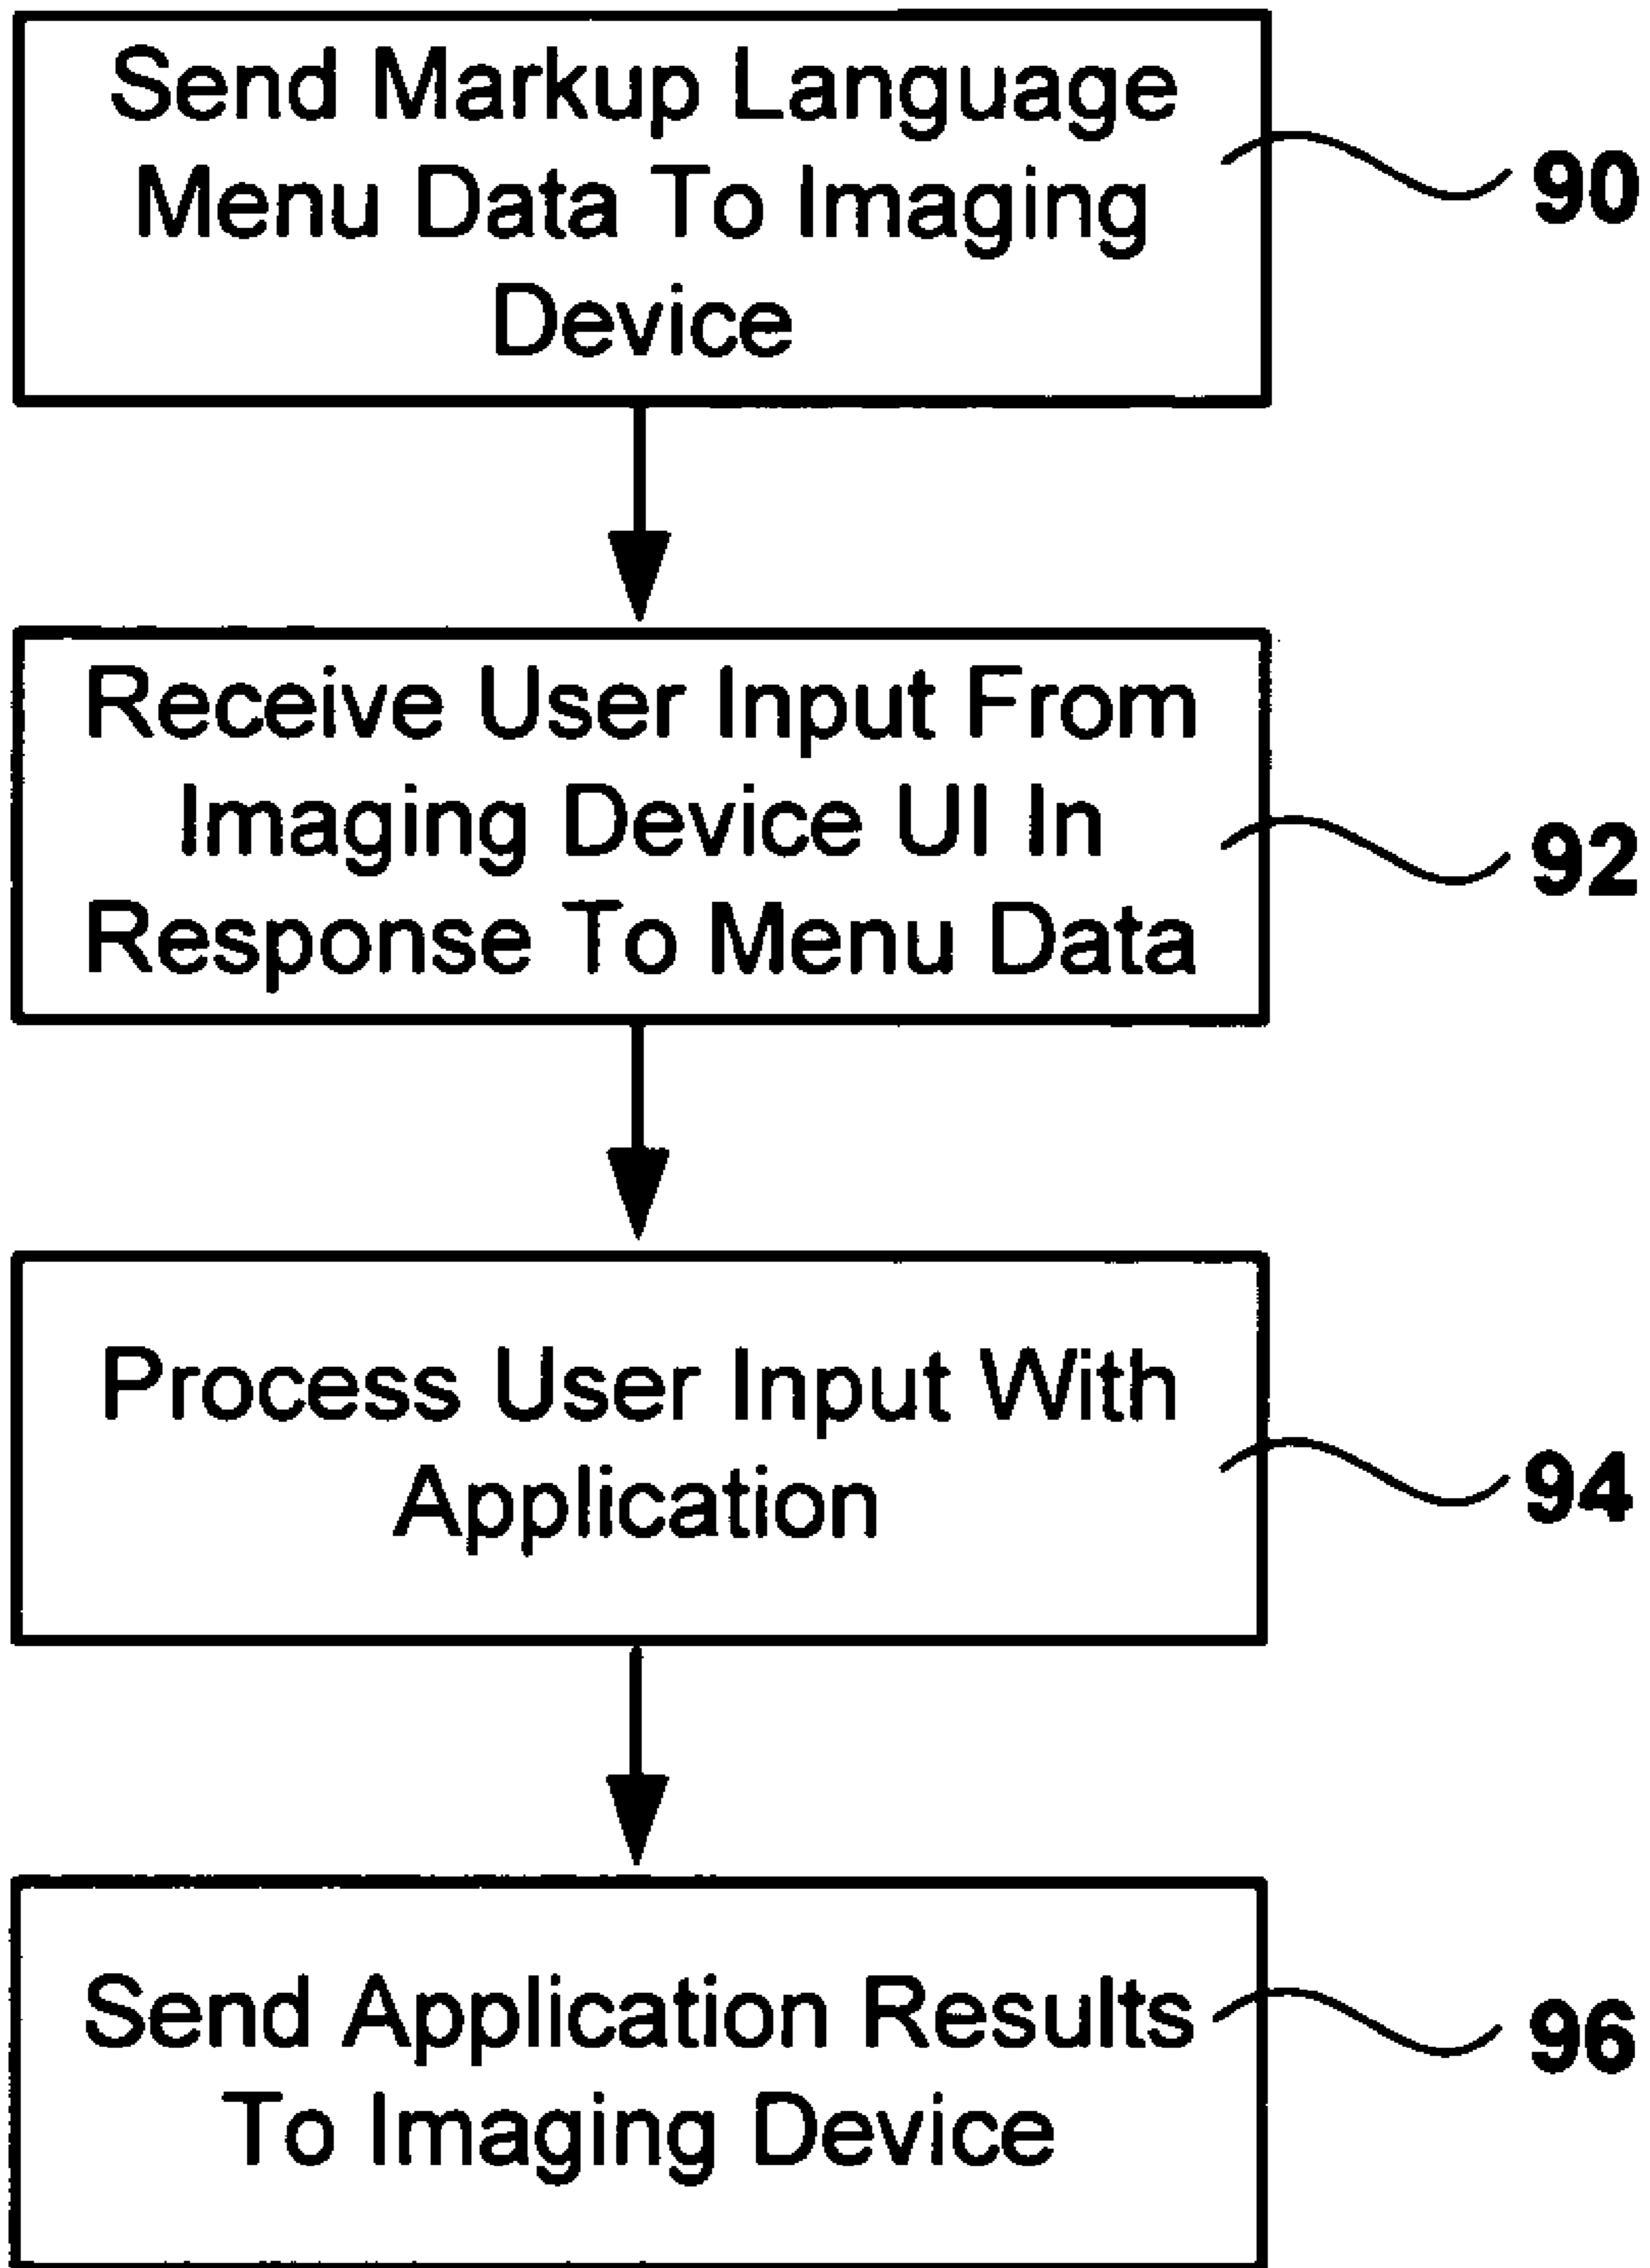 Send Markup Language
Menu Data To Imaging
Device
90
Receive User Input From
Imaging Device UI In
Response To Menu Data
92
Process User Input With
Application
94
Send Application Results
To Imaging Device
96